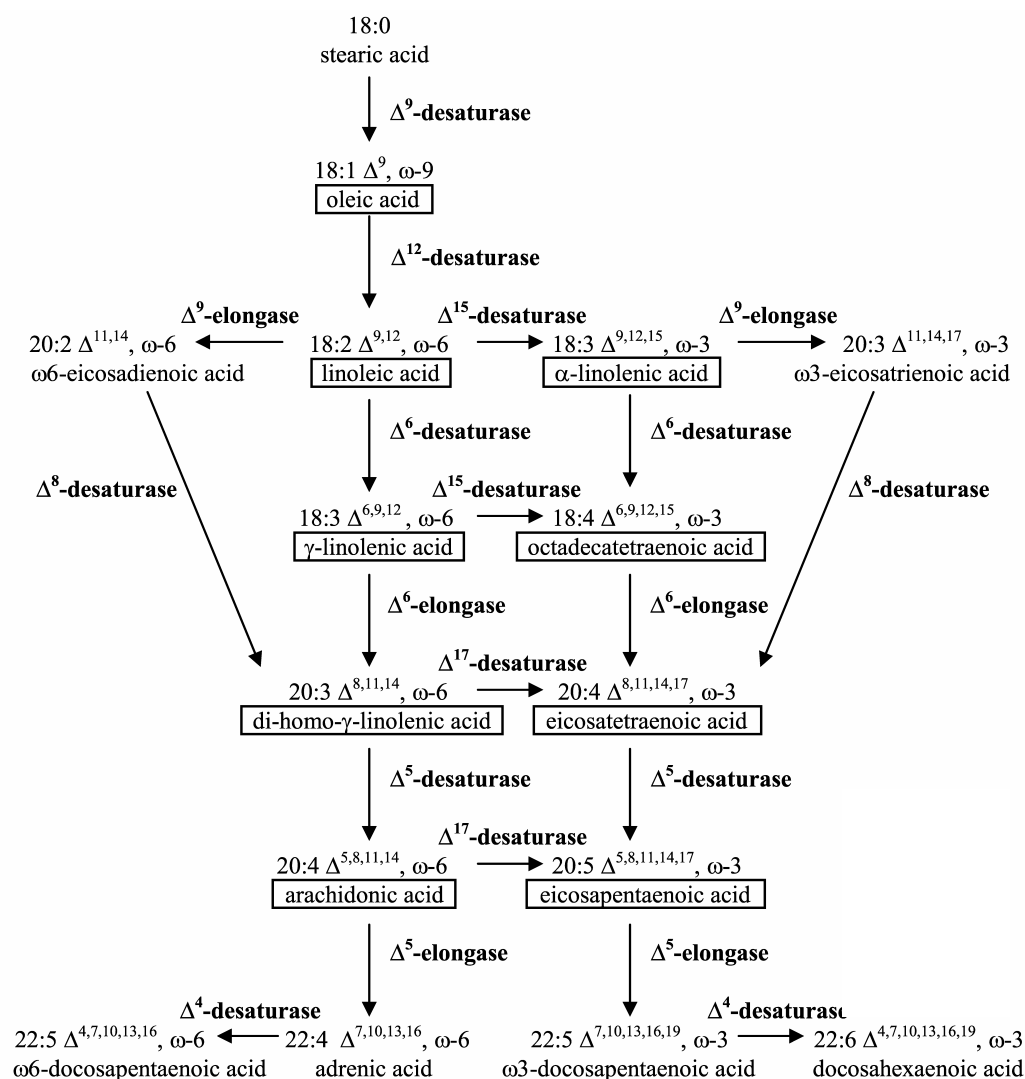 18:0
stearic acid
Δ9-desaturase
18:1 Δ9, ω-9
oleic acid
Δ12-desaturase
Δ9-elongase Δ15-desaturase Δ9-elongase
20:2 Δ11,14, ω-6 18:2 Δ9,12, ω-6 18:3 Δ9,12,15, ω-3 20:3 Δ11,14,17, ω-3
ω6-eicosadienoic acid linoleic acid α-linolenic acid ω3-eicosatrienoic acid
Δ6-desaturase Δ6-desaturase
Δ8-desaturase Δ15-desaturase Δ8-desaturase
18:3 Δ6,9,12, ω-6 18:4 Δ6,9,12,15, ω-3
γ-linolenic acid octadecatetraenoic acid
Δ6-elongase Δ6-elongase
Δ17-desaturase
20:3 Δ8,11,14, ω-6 20:4 Δ8,11,14,17, ω-3
di-homo-γ-linolenic acid eicosatetraenoic acid
Δ5-desaturase Δ5-desaturase
Δ17-desaturase
20:4 Δ5,8,11,14, ω-6 20:5 Δ5,8,11,14,17, ω-3
arachidonic acid eicosapentaenoic acid
Δ5-elongase Δ5-elongase
Δ4-desaturase Δ4-desaturase
22:5 Δ4,7,10,13,16, ω-6 22:4 Δ7,10,13,16, ω-6 22:5 Δ7,10,13,16,19, ω-3 22:6 Δ4,7,10,13,16,19, ω-3
ω6-docosapentaenoic acid adrenic acid ω3-docosapentaenoic acid docosahexaenoic acid